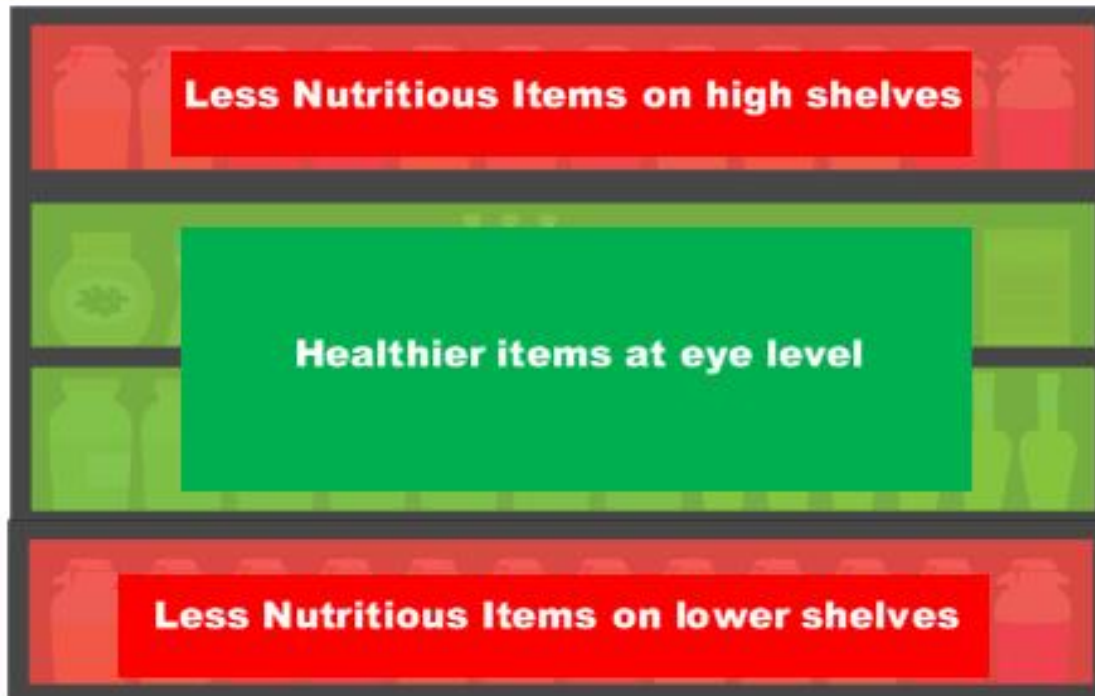 Less Nutritious Items on high shelves
Healthier items at eye level
Less Nutritious Items on lower shelves